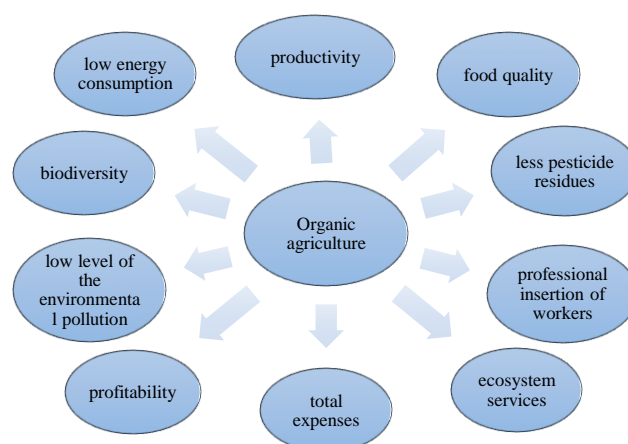 low energy
consumption
productivity
food quality
biodiversity
less pesticide
residues
Organic
agriculture
low level of
the
environmenta
l pollution
professional
insertion of
workers
profitability
total
expenses
ecosystem
services